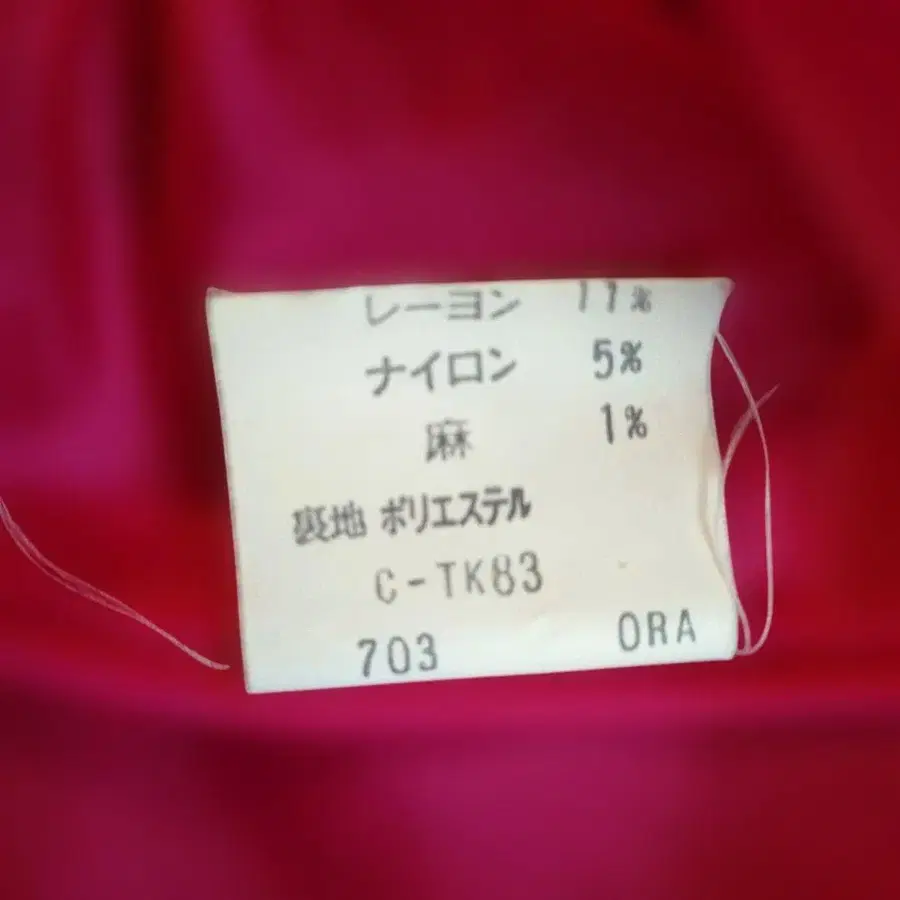 レーヨン 11%
ナイロン 5%
麻 1%
裏地 ポリエステル
C-TK83
703 ORA